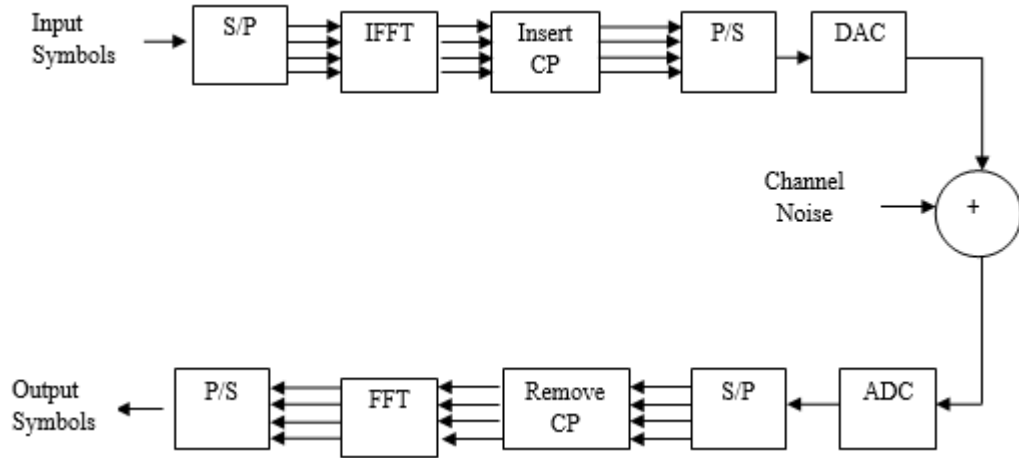 Input
Symbols
S/P
IFFT
Insert
CP
P/S
DAC
Channel
Noise
+
Output
Symbols
P/S
FFT
Remove
CP
S/P
ADC